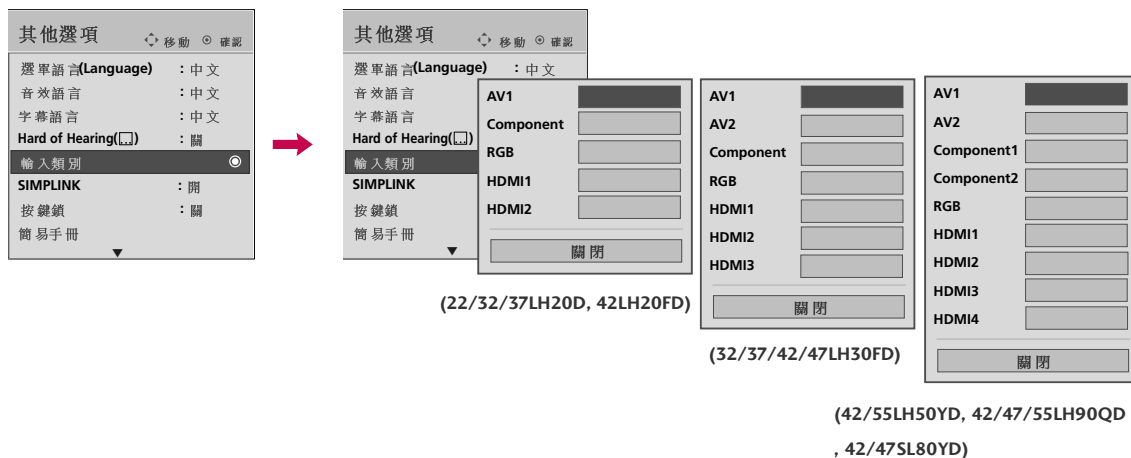 其他選項 移動 確認
選單語言(Language) : 中文
音效語言 : 中文
字幕語言 : 中文
Hard of Hearing( ) : 關
輸入類別
SIMPLINK : 開
按鍵鎖 : 關
簡易手冊
▼
其他選項 移動 確認
選單語言(Language) : 中文
音效語言
字幕語言
Hard of Hearing( )
輸入類別
SIMPLINK
按鍵鎖
簡易手冊
▼
AV1
Component
RGB
HDMI1
HDMI2
關閉
(22/32/37LH20D, 42LH20FD)
AV1
AV2
Component
RGB
HDMI1
HDMI2
HDMI3
關閉
(32/37/42/47LH30FD)
AV1
AV2
Component1
Component2
RGB
HDMI1
HDMI2
HDMI3
HDMI4
關閉
(42/55LH50YD, 42/47/55LH90QD
, 42/47SL80YD)